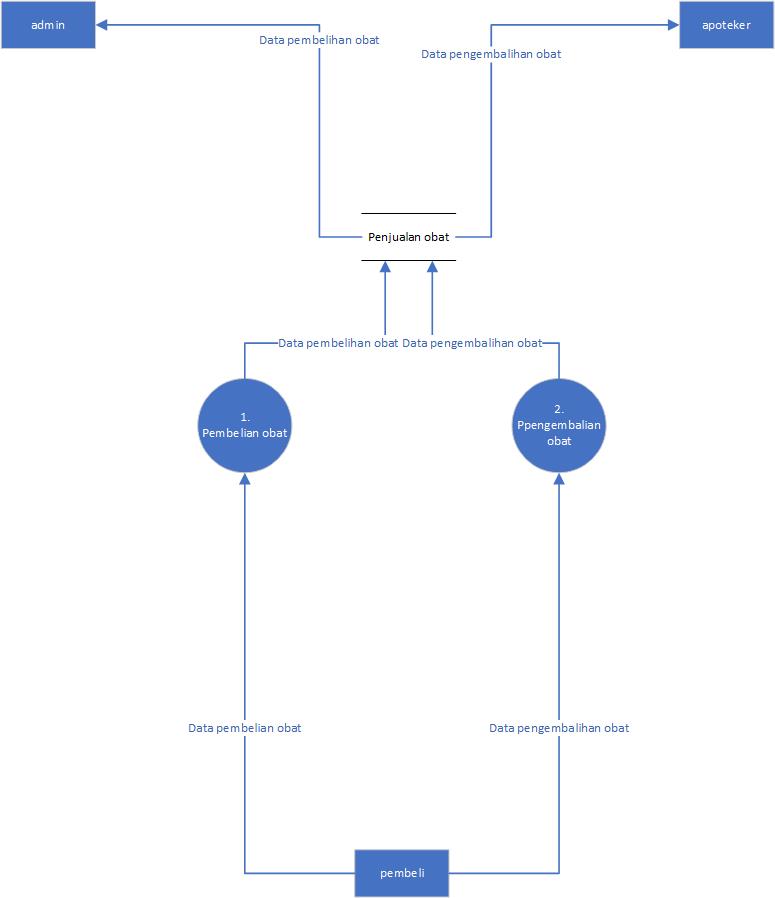 admin
apoteker
Data pembelihan obat
Data pengembalihan obat
Penjualan obat
Data pembelihan obat
Data pengembalihan obat
1.
Pembelian obat
2.
Ppengembalian
obat
Data pembelian obat
Data pengembalihan obat
pembeli